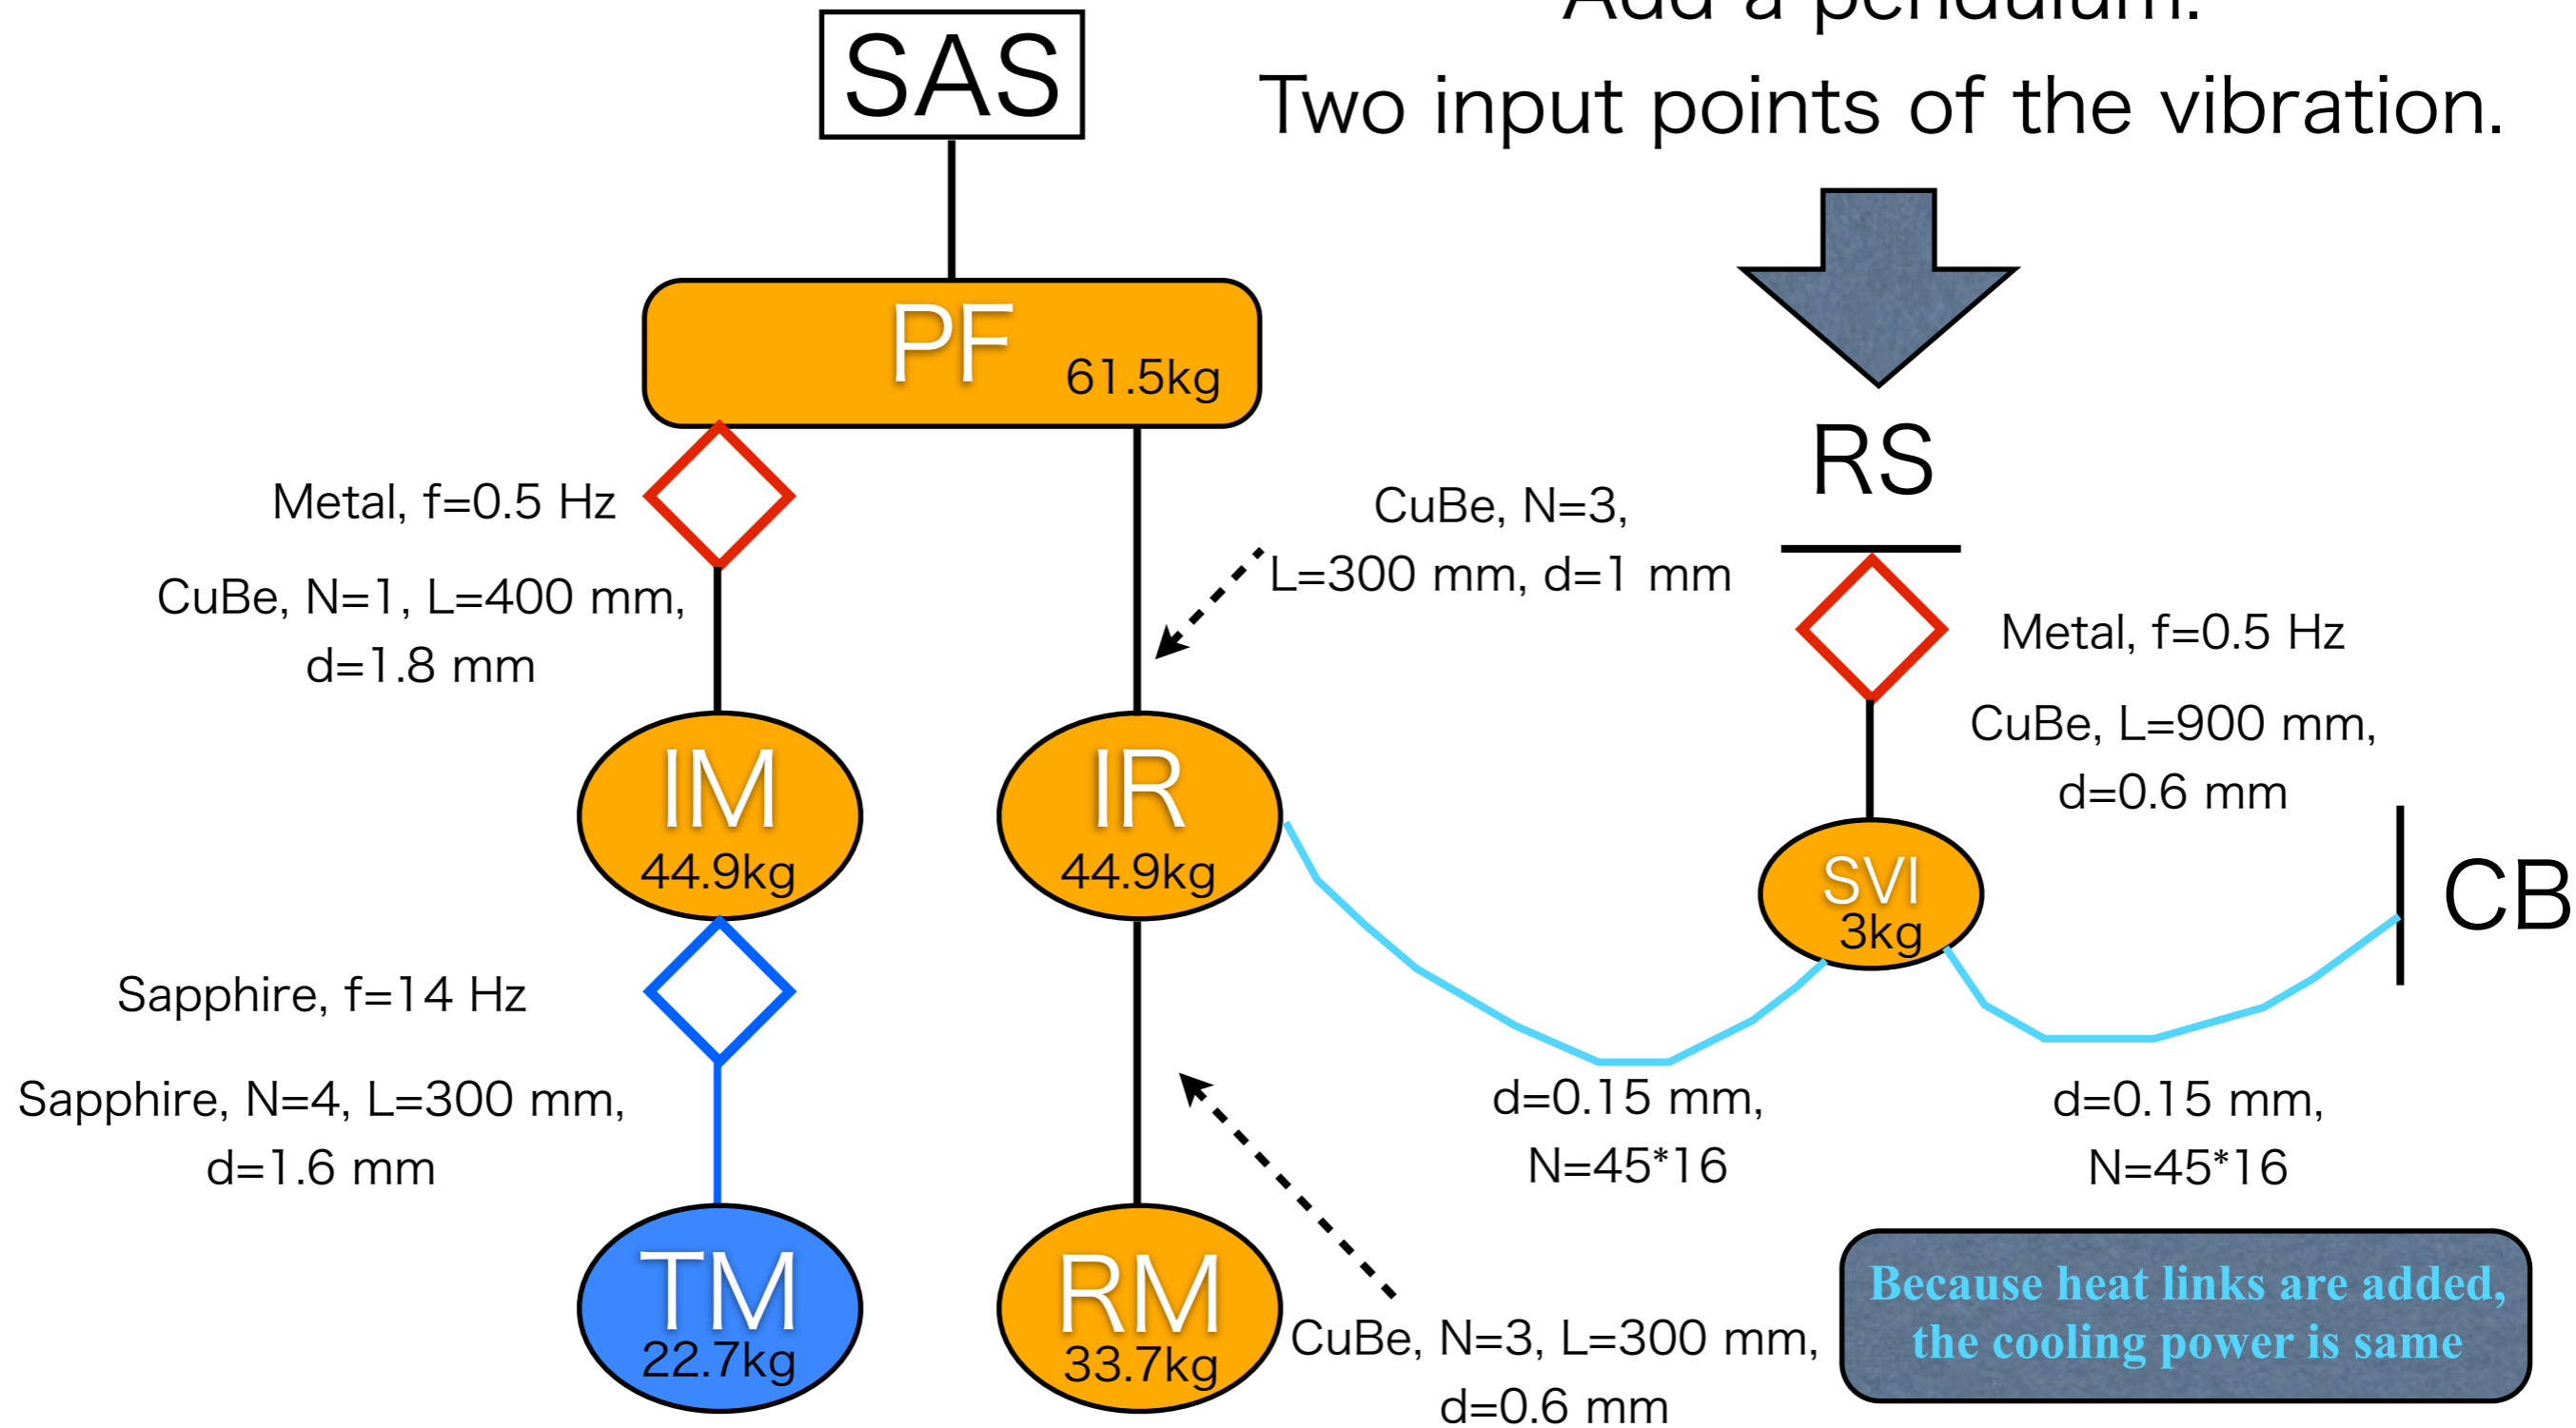 Add a pendulum.
Two input points of the vibration.
SAS
PF
61.5kg
RS
Metal, f=0.5 Hz
CuBe, N=1, L=400 mm,
d=1.8 mm
CuBe, N=3,
L=300 mm, d=1 mm
Metal, f=0.5 Hz
CuBe, L=900 mm,
d=0.6 mm
IM
44.9kg
IR
44.9kg
SVI
3kg
CB
Sapphire, f=14 Hz
Sapphire, N=4, L=300 mm,
d=1.6 mm
d=0.15 mm,
N=45*16
d=0.15 mm,
N=45*16
TM
22.7kg
RM
33.7kg
CuBe, N=3, L=300 mm,
d=0.6 mm
Because heat links are added,
the cooling power is same